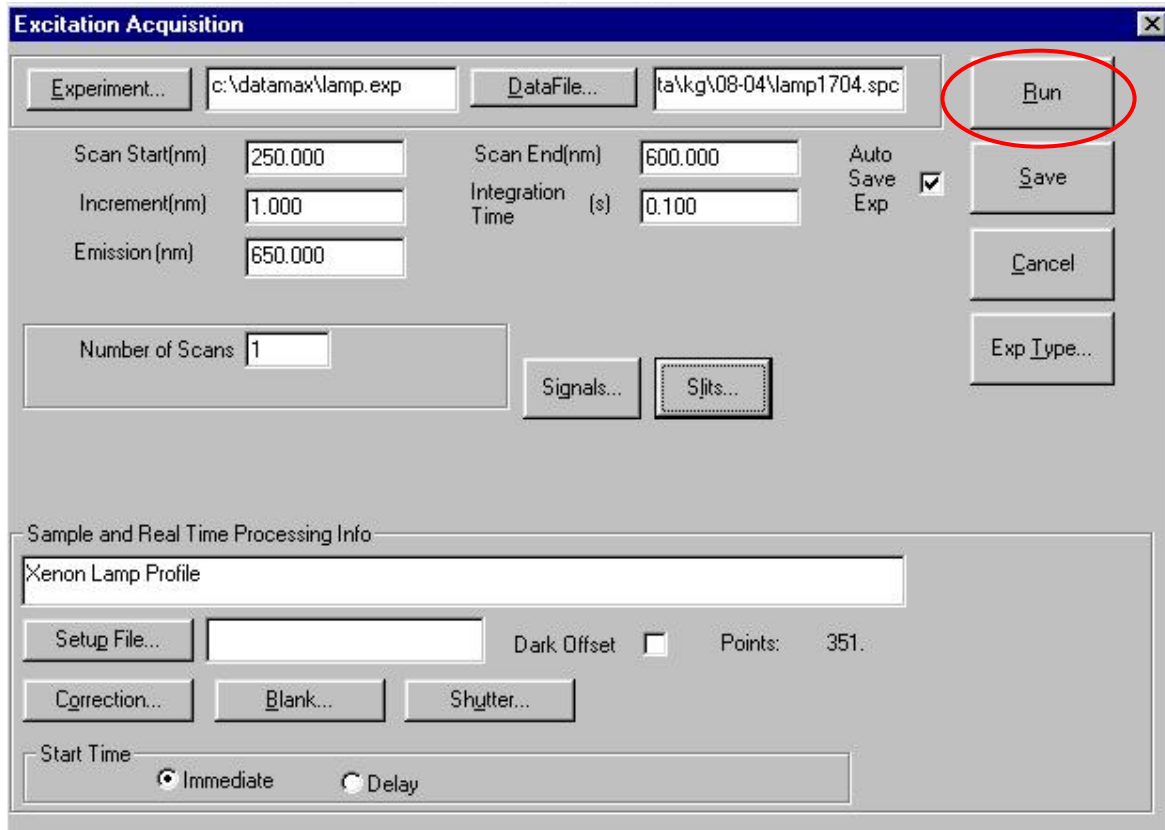 Excitation Acquisition
Experiment... c:\datamax\lamp.exp DataFile... ta\kg\08-04\lamp1704.spc Run
Scan Start(nm) 250.000 Scan End(nm) 600.000 Auto Save Exp Save
Increment(nm) 1.000 Integration Time (s) 0.100
Emission (nm) 650.000 Cancel
Number of Scans 1 Exp Type...
Signals... Slits...
Sample and Real Time Processing Info
Xenon Lamp Profile
Setup File... Dark Offset Points: 351.
Correction... Blank... Shutter...
Start Time
Immediate Delay